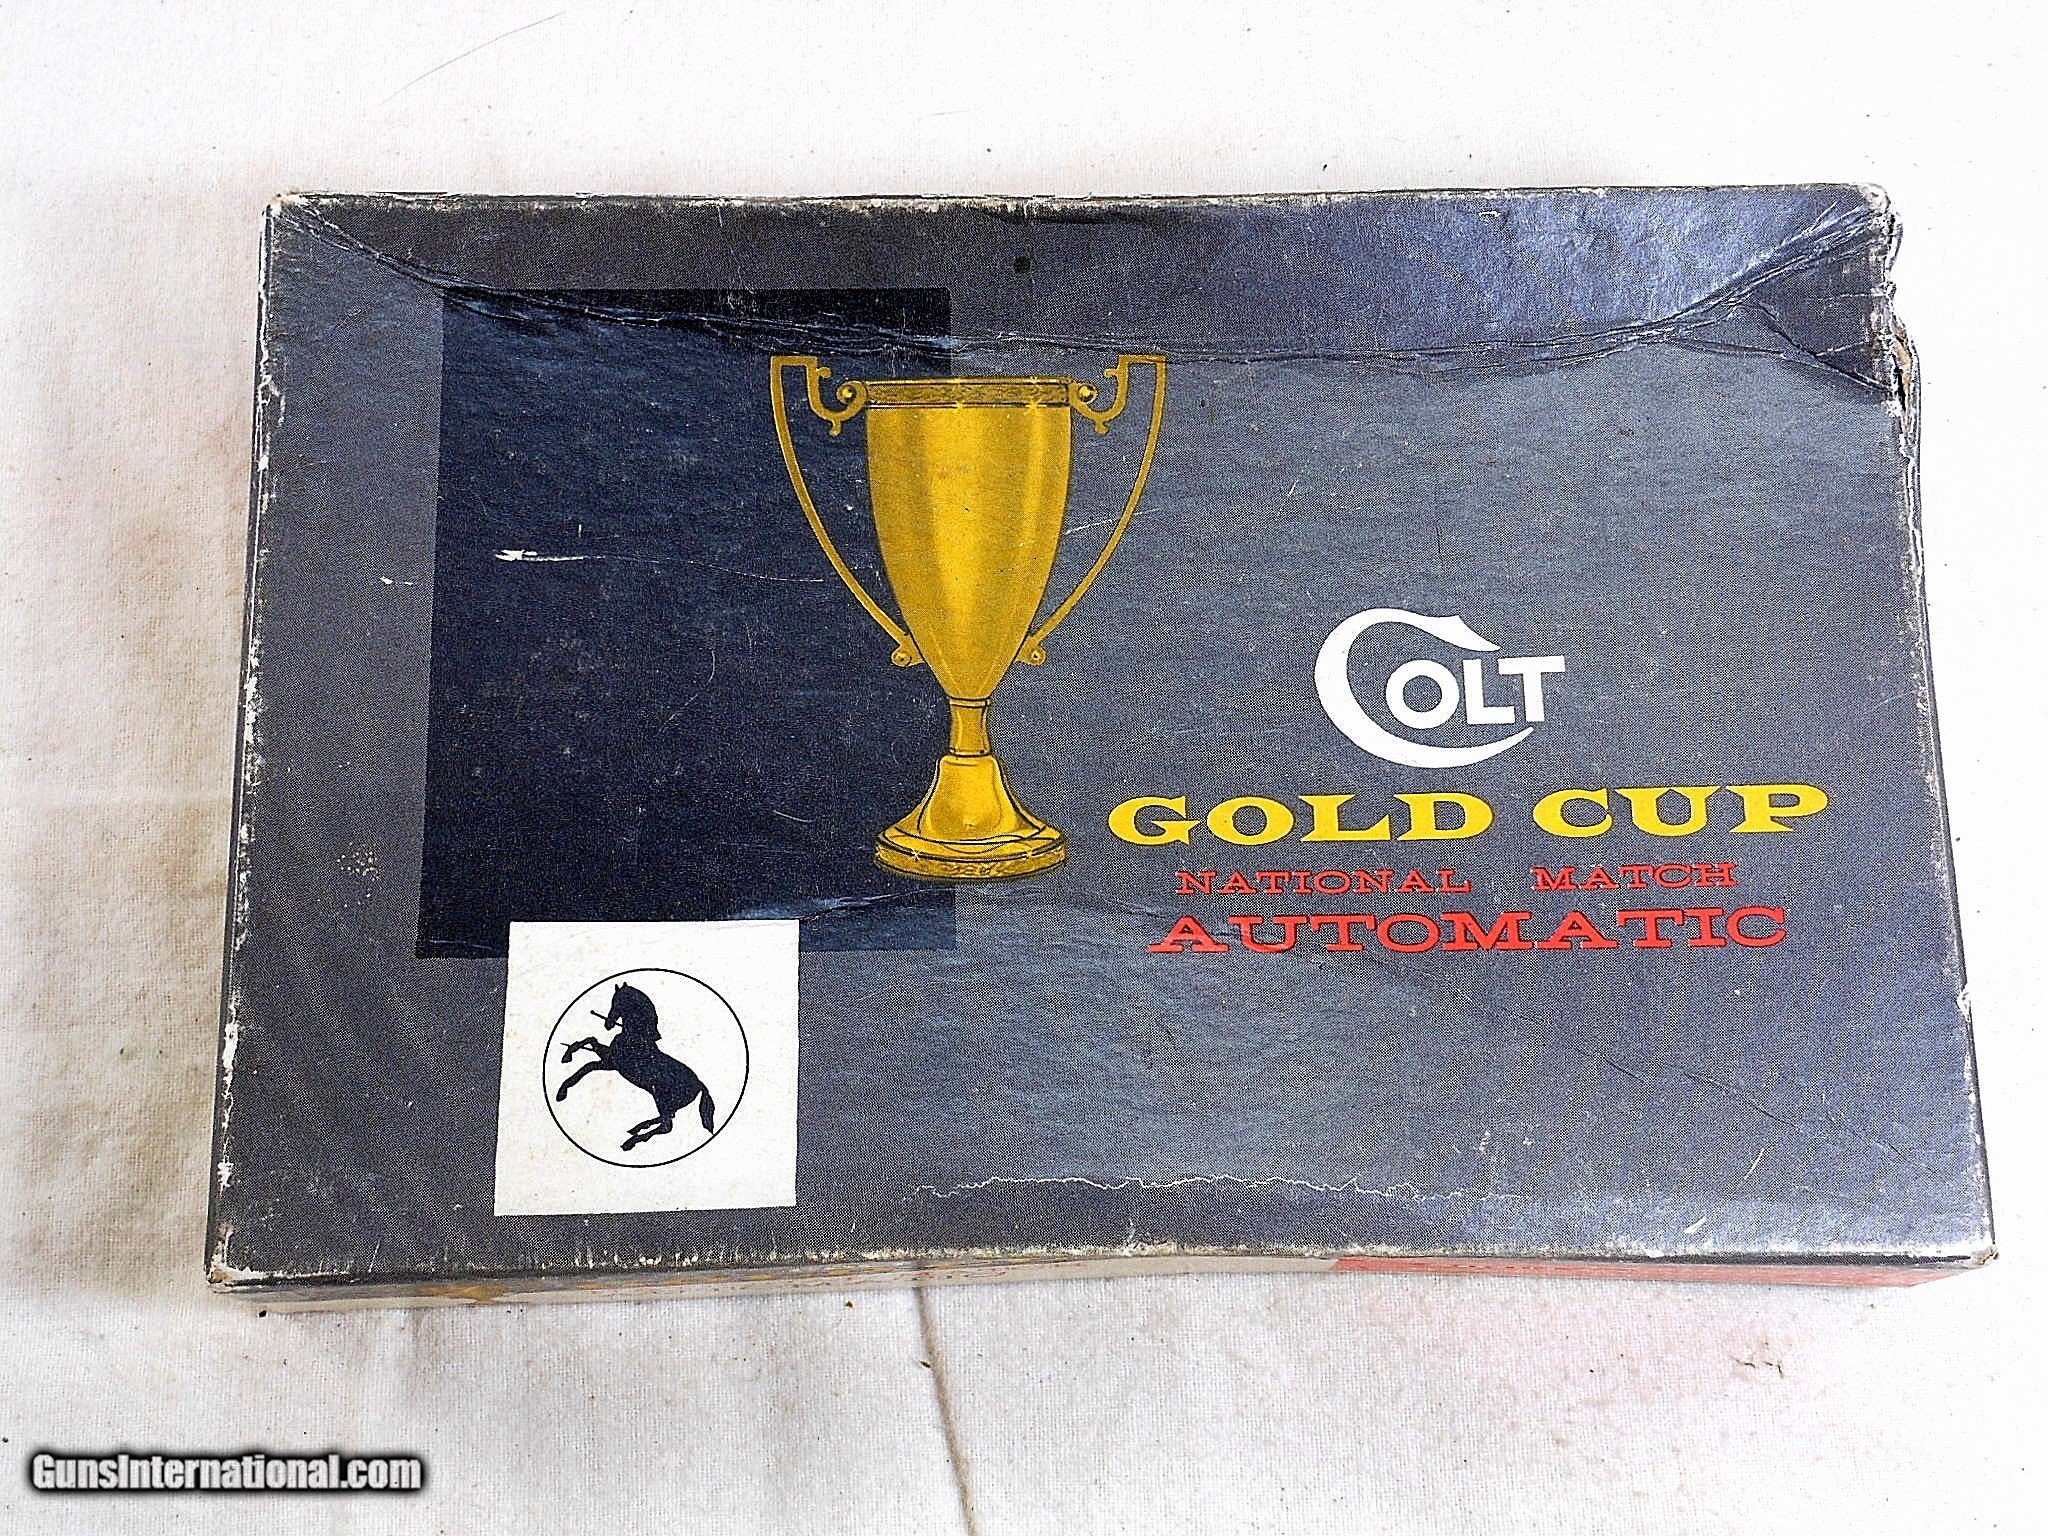 COLT
GOLD CUP
NATIONAL MATCH
AUTOMATIC
GunsInternational.com